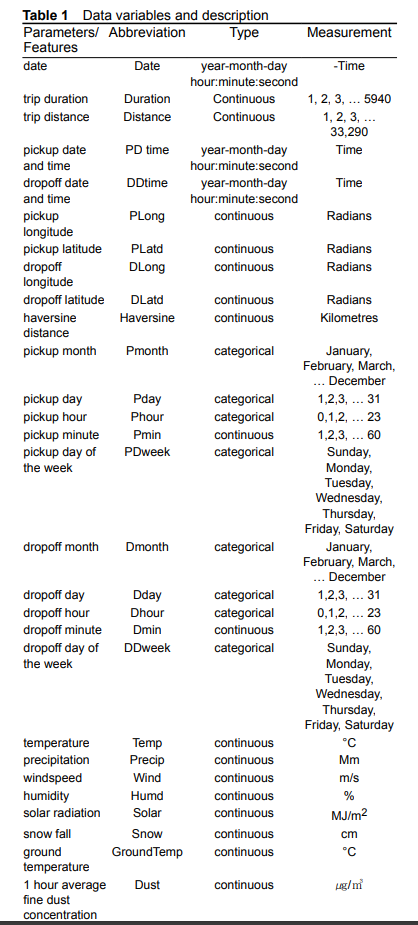 Table 1 Data variables and description
Parameters/ Abbreviation Type Measurement
Features
date Date year-month-day -Time
hour:minute:second
trip duration Duration Continuous 1, 2, 3, … 5940
trip distance Distance Continuous 1, 2, 3, …
33,290
pickup date PD time year-month-day Time
and time hour:minute:second
dropoff date DDtime year-month-day Time
and time hour:minute:second
pickup PLong continuous Radians
longitude
pickup latitude PLatd continuous Radians
dropoff DLong continuous Radians
longitude
dropoff latitude DLatd continuous Radians
haversine Haversine continuous Kilometres
distance
pickup month Pmonth categorical January,
February, March,
… December
pickup day Pday categorical 1,2,3, … 31
pickup hour Phour categorical 0,1,2, … 23
pickup minute Pmin continuous 1,2,3, … 60
pickup day of PDweek categorical Sunday,
the week Monday,
Tuesday,
Wednesday,
Thursday,
Friday, Saturday
dropoff month Dmonth categorical January,
February, March,
… December
dropoff day Dday categorical 1,2,3, … 31
dropoff hour Dhour categorical 0,1,2, … 23
dropoff minute Dmin continuous 1,2,3, … 60
dropoff day of DDweek categorical Sunday,
the week Monday,
Tuesday,
Wednesday,
Thursday,
Friday, Saturday
temperature Temp continuous °C
precipitation Precip continuous Mm
windspeed Wind continuous m/s
humidity Humd continuous %
solar radiation Solar continuous MJ/m²
snow fall Snow continuous cm
ground GroundTemp continuous °C
temperature
1 hour average Dust continuous µg/㎥
fine dust
concentration